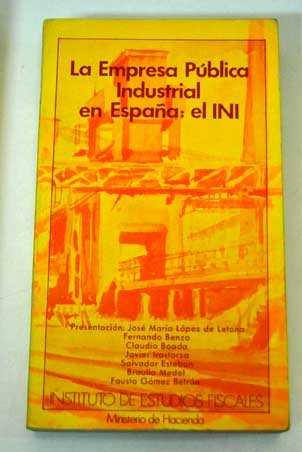 La Empresa Pública
Industrial
en España: el INI
Presentación: José María López de Letona
Fernando Benzo
Claudio Boada
Javier Irastorza
Salvador Esteban
Braulio Medel
Fausto Gómez Betrán
INSTITUTO DE ESTUDIOS FISCALES
Ministerio de Hacienda